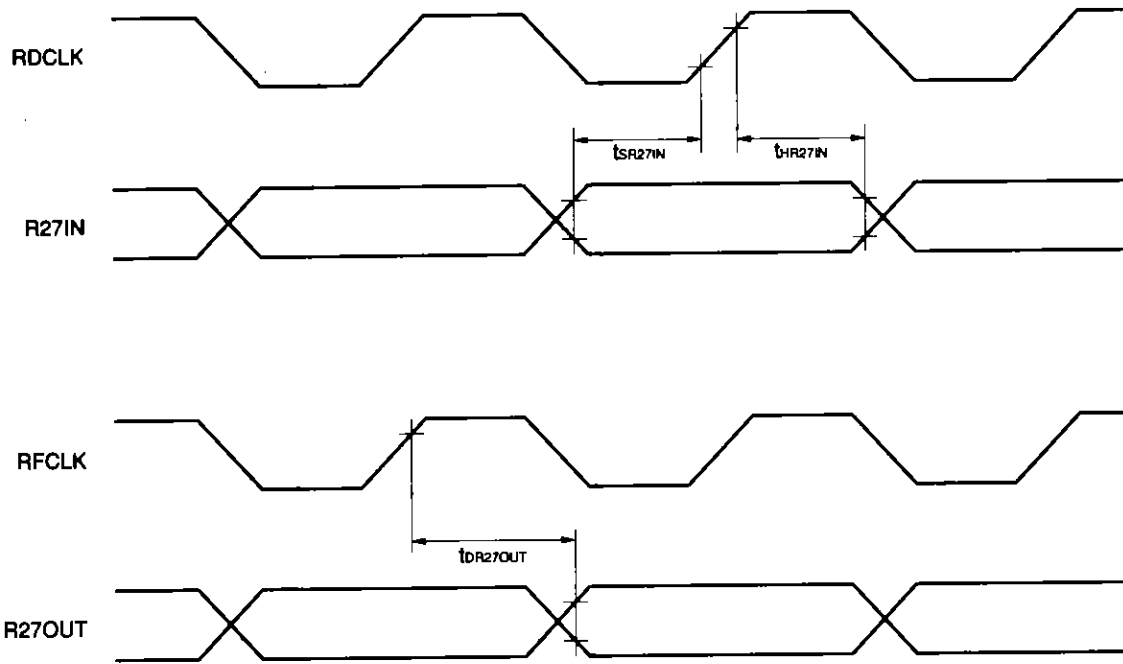 RDCLK
tSR27IN
tHR27IN
R27IN
RFCLK
tDR27OUT
R27OUT